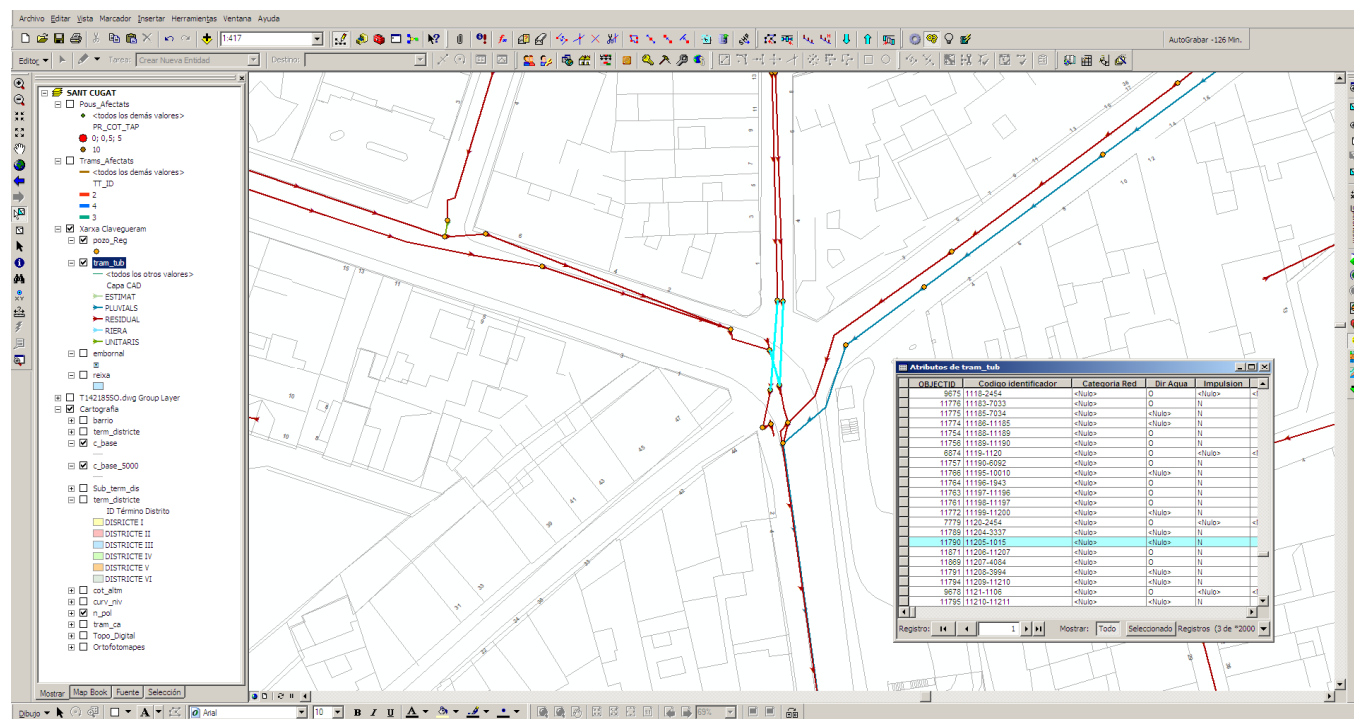 Archivo Editar Vista Marcador Insertar Herramientas Ventana Ayuda
1:417
AutoGrabar -126 Min.
Editor
Tarea: Crear Nueva Entidad
Destino:
SANT CUGAT
Pous_Afectats
<todos los demás valores>
PR_COT_TAP
0; 0,5; 5
10
Trams_Afectats
<todos los demás valores>
TT_ID
2
4
3
Xarxa Clavegueram
pozo_Reg
tram_tub
<todos los otros valores>
Capa CAD
ESTIMAT
PLUVIALS
RESIDUAL
RIERA
UNITARIS
embornal
reixa
T142185SO.dwg Group Layer
Cartografia
barrio
term_districte
c_base
c_base_5000
Sub_term_dis
term_districte
ID Término Distrito
DISRICTE I
DISTRICTE II
DISTRICTE III
DISTRICTE IV
DISTRICTE V
DISTRICTE VI
cot_altm
curv_niv
n_pol
tram_ca
Topo_Digital
Ortofotomapes
Mostrar Map Book Fuente Selección
Atributos de tram_tub
OBJECTID Codigo identificador Categoria Red Dir Agua Impulsion
9675 1118-2454 <Nulo> O <Nulo>
11776 11183-7033 <Nulo> O N
11775 11185-7034 <Nulo> <Nulo> N
11774 11186-11185 <Nulo> <Nulo> N
11754 11188-11189 <Nulo> O N
11756 11189-11190 <Nulo> O N
6874 1119-1120 <Nulo> O <Nulo>
11757 11190-6092 <Nulo> O N
11766 11195-10010 <Nulo> <Nulo> N
11764 11196-1943 <Nulo> O N
11763 11197-11196 <Nulo> O N
11761 11198-11197 <Nulo> O N
11772 11199-11200 <Nulo> <Nulo> N
7779 1120-2454 <Nulo> O <Nulo>
11789 11204-3337 <Nulo> <Nulo> N
11790 11205-1015 <Nulo> <Nulo> N
11871 11206-11207 <Nulo> O N
11869 11207-4084 <Nulo> O N
11791 11208-3994 <Nulo> <Nulo> N
11794 11209-11210 <Nulo> <Nulo> N
9678 1121-1106 <Nulo> O <Nulo>
11795 11210-11211 <Nulo> <Nulo> N
Registro: 1 Mostrar: Todo Seleccionado Registros (3 de *2000
Dibujo A Arial 10 B I U A 69%